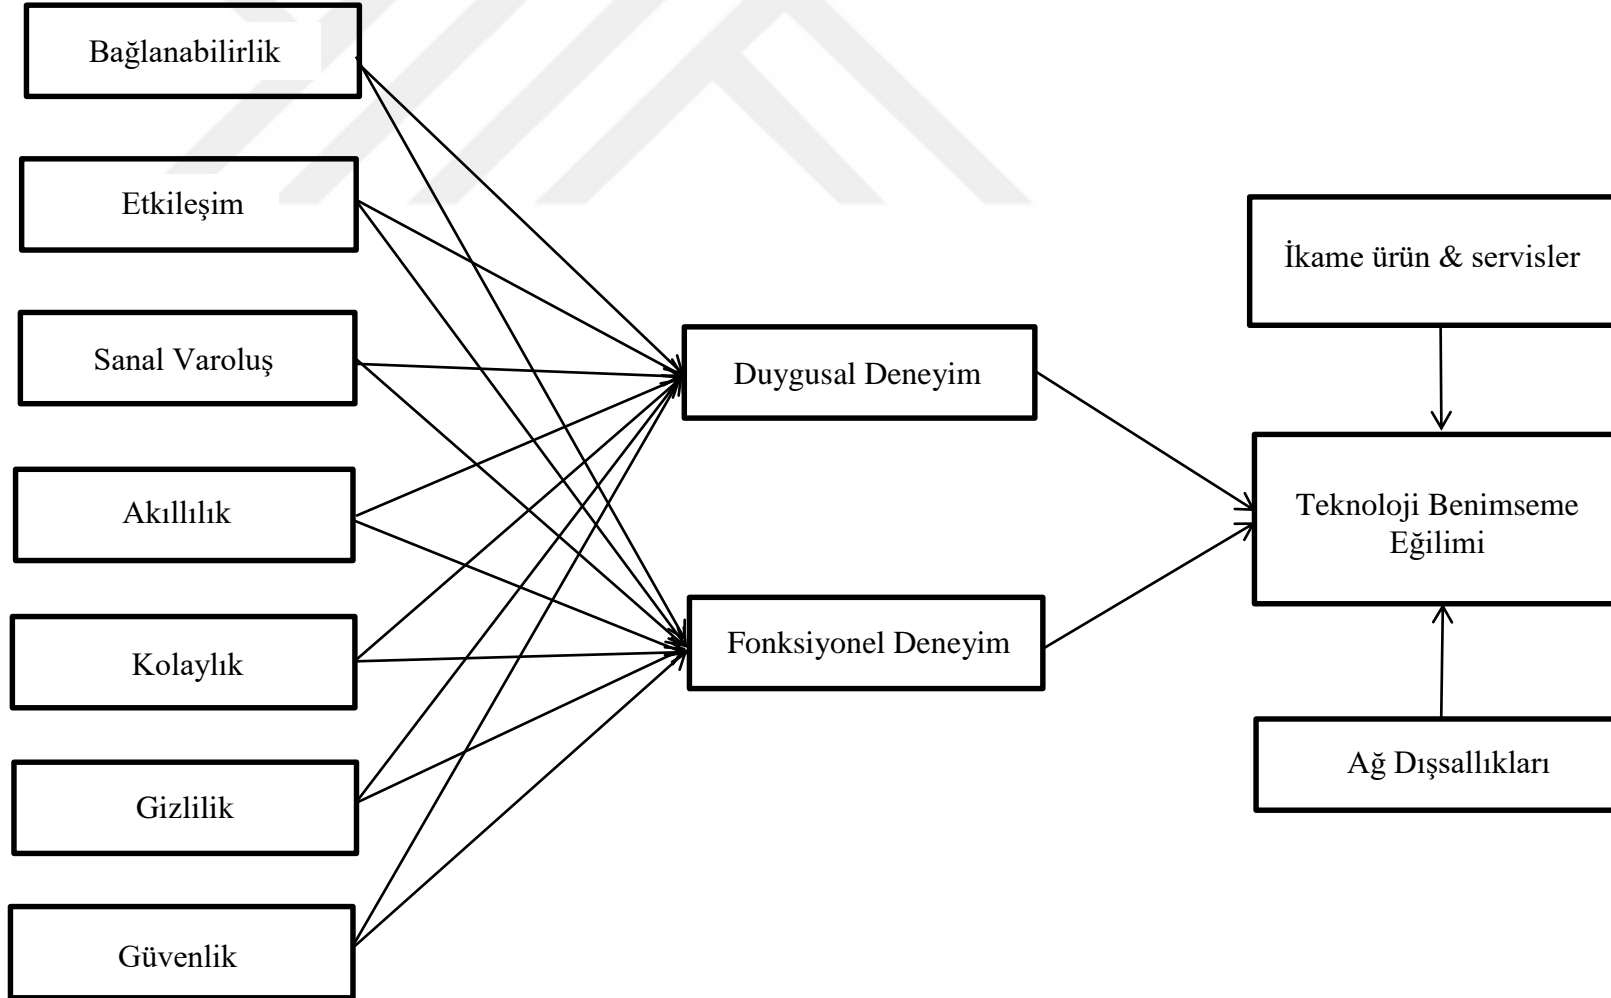 Bağlanabilirlik
Etkileşim
Sanal Varoluş
Akıllılık
Kolaylık
Gizlilik
Güvenlik
Duygusal Deneyim
Fonksiyonel Deneyim
İkame ürün & servisler
Teknoloji Benimseme
Eğilimi
Ağ Dışsallıkları